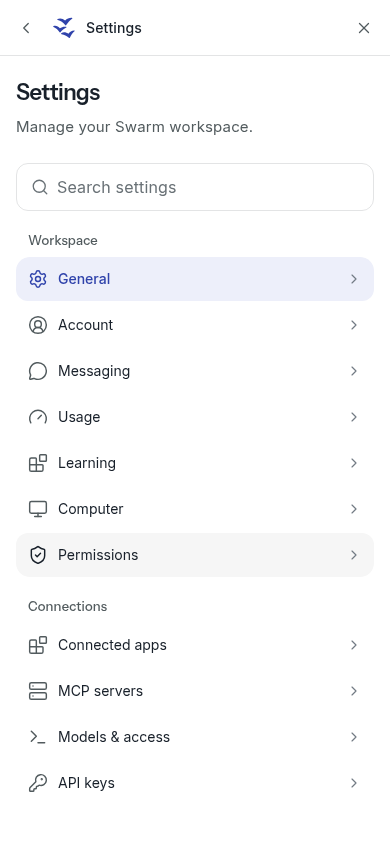 Settings
Settings
Manage your Swarm workspace.
Search settings
Workspace
General
Account
Messaging
Usage
Learning
Computer
Permissions
Connections
Connected apps
MCP servers
Models & access
API keys